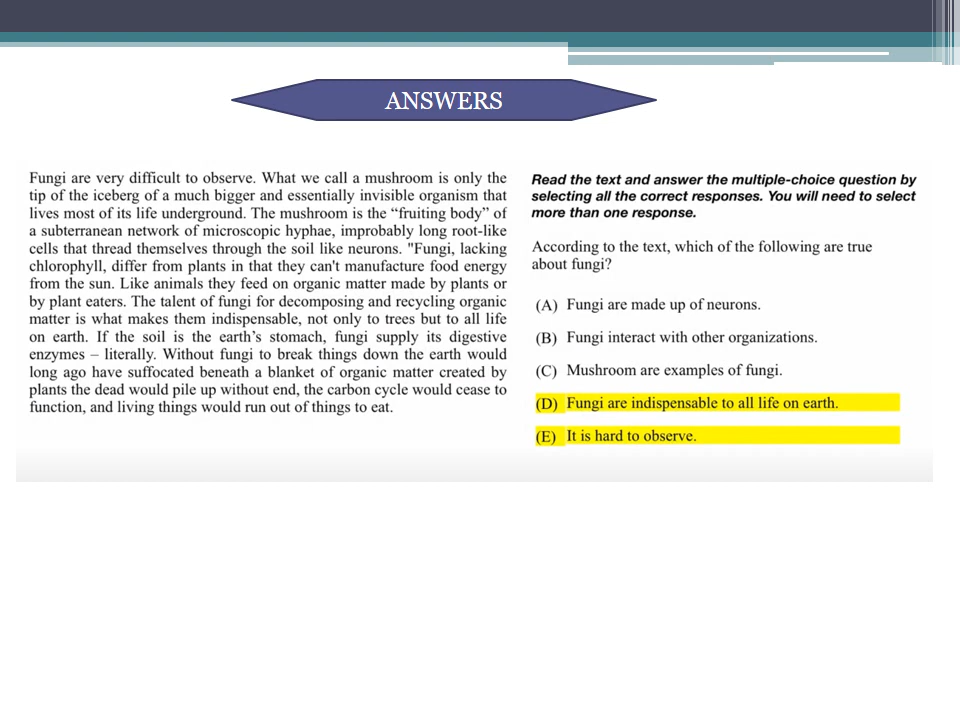 ANSWERS
Fungi are very difficult to observe. What we call a mushroom is only the
tip of the iceberg of a much bigger and essentially invisible organism that
lives most of its life underground. The mushroom is the “fruiting body” of
a subterranean network of microscopic hyphae, improbably long root-like
cells that thread themselves through the soil like neurons. "Fungi, lacking
chlorophyll, differ from plants in that they can't manufacture food energy
from the sun. Like animals they feed on organic matter made by plants or
by plant eaters. The talent of fungi for decomposing and recycling organic
matter is what makes them indispensable, not only to trees but to all life
on earth. If the soil is the earth’s stomach, fungi supply its digestive
enzymes – literally. Without fungi to break things down the earth would
long ago have suffocated beneath a blanket of organic matter created by
plants the dead would pile up without end, the carbon cycle would cease to
function, and living things would run out of things to eat.
Read the text and answer the multiple-choice question by
selecting all the correct responses. You will need to select
more than one response.
According to the text, which of the following are true
about fungi?
(A) Fungi are made up of neurons.
(B) Fungi interact with other organizations.
(C) Mushroom are examples of fungi.
(D) Fungi are indispensable to all life on earth.
(E) It is hard to observe.